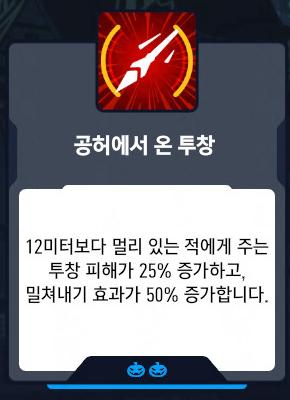 공허에서 온 투창
12미터보다 멀리 있는 적에게 주는
투창 피해가 25% 증가하고,
밀쳐내기 효과가 50% 증가합니다.